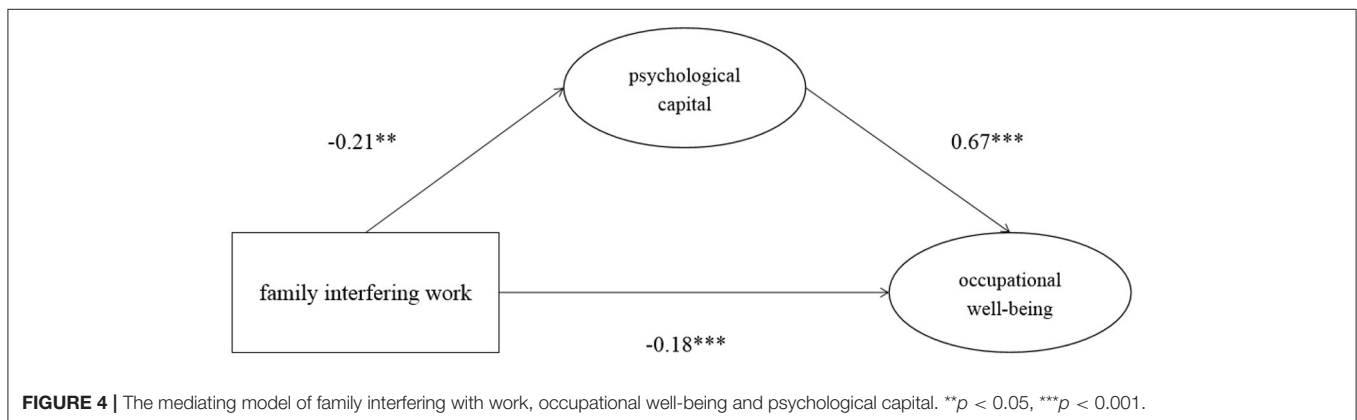 psychological
capital
-0.21**
0.67***
family interfering work
occupational
well-being
-0.18***
FIGURE 4 | The mediating model of family interfering with work, occupational well-being and psychological capital. **p < 0.05, ***p < 0.001.